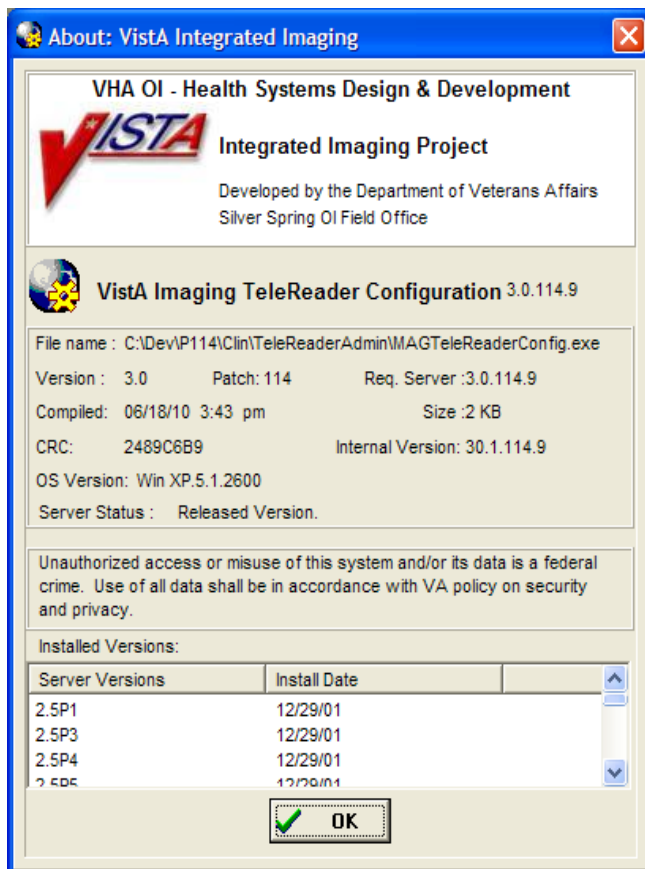 About: VistA Integrated Imaging
VHA OI - Health Systems Design & Development
VISTA
Integrated Imaging Project
Developed by the Department of Veterans Affairs
Silver Spring OI Field Office
VistA Imaging TeleReader Configuration 3.0.114.9
File name : C:\Dev\P114\Clin\TeleReaderAdmin\MAGTeleReaderConfig.exe
Version : 3.0 Patch: 114 Req. Server :3.0.114.9
Compiled: 06/18/10 3:43 pm Size :2 KB
CRC: 2489C6B9 Internal Version: 30.1.114.9
OS Version: Win XP.5.1.2600
Server Status : Released Version.
Unauthorized access or misuse of this system and/or its data is a federal
crime. Use of all data shall be in accordance with VA policy on security
and privacy.
Installed Versions:
Server Versions Install Date
2.5P1 12/29/01
2.5P3 12/29/01
2.5P4 12/29/01
2.5P5 12/29/01
OK